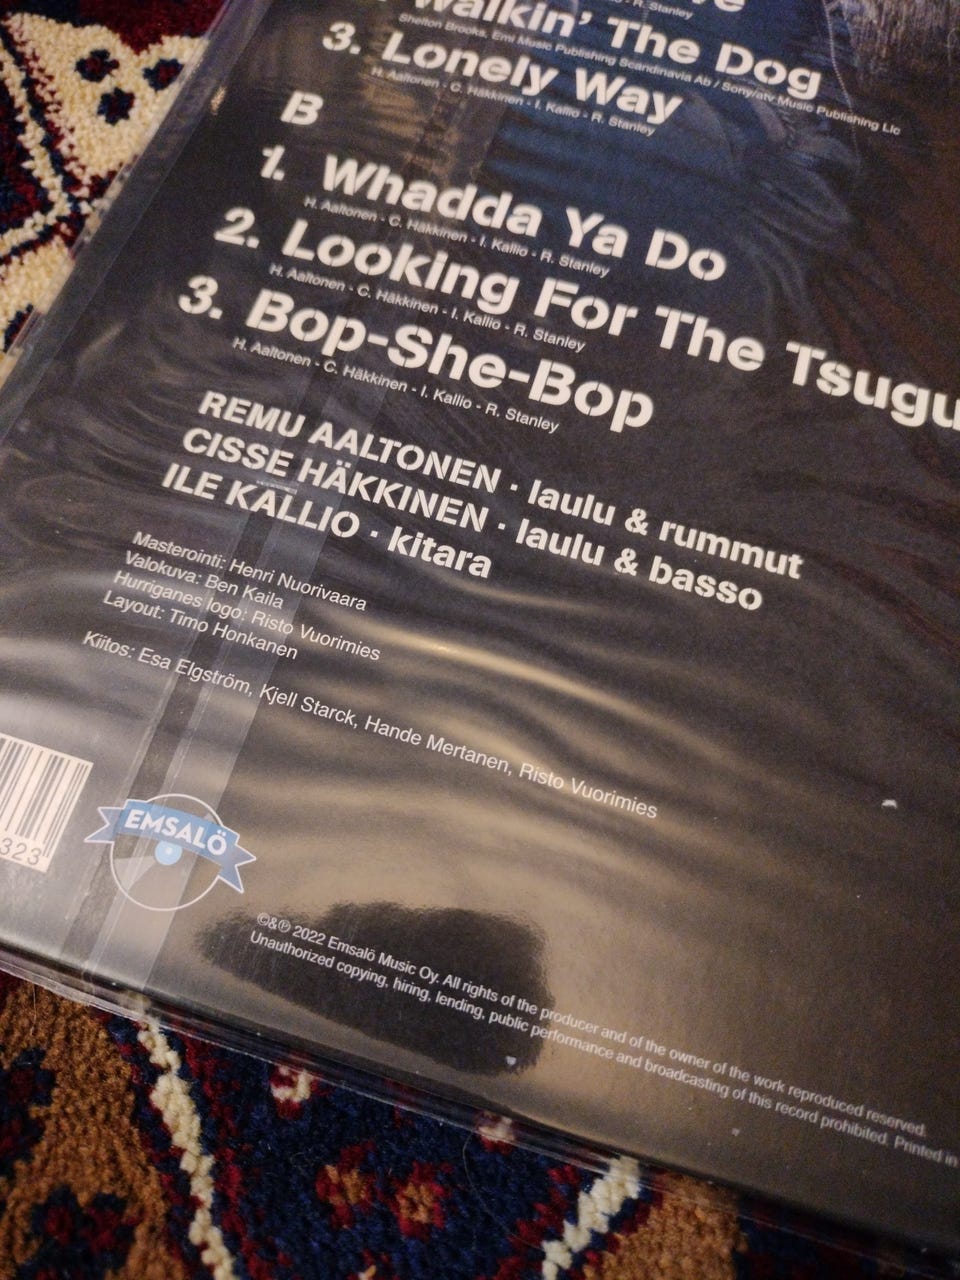 - R. Stanley
Walkin' The Dog
Shelton Brooks, Emi Music Publishing Scandinavia Ab / Sony/atv Music Publishing Llc
3. Lonely Way
H. Aaltonen - C. Häkkinen - I. Kallio - R. Stanley
B
1. Whadda Ya Do
H. Aaltonen - C. Häkkinen - I. Kallio - R. Stanley
2. Looking For The Tsugu
H. Aaltonen - C. Häkkinen - I. Kallio - R. Stanley
3. Bop-She-Bop
H. Aaltonen - C. Häkkinen - I. Kallio - R. Stanley
REMU AALTONEN · laulu & rummut
CISSE HÄKKINEN · laulu & basso
ILE KALLIO · kitara
Masterointi: Henri Nuorivaara
Valokuva: Ben Kaila
Hurriganes logo: Risto Vuorimies
Layout: Timo Honkanen
Kiitos: Esa Elgström, Kjell Starck, Hande Mertanen, Risto Vuorimies
323
EMSALÖ
©&℗ 2022 Emsalö Music Oy. All rights of the producer and of the owner of the work reproduced reserved.
Unauthorized copying, hiring, lending, public performance and broadcasting of this record prohibited. Printed in